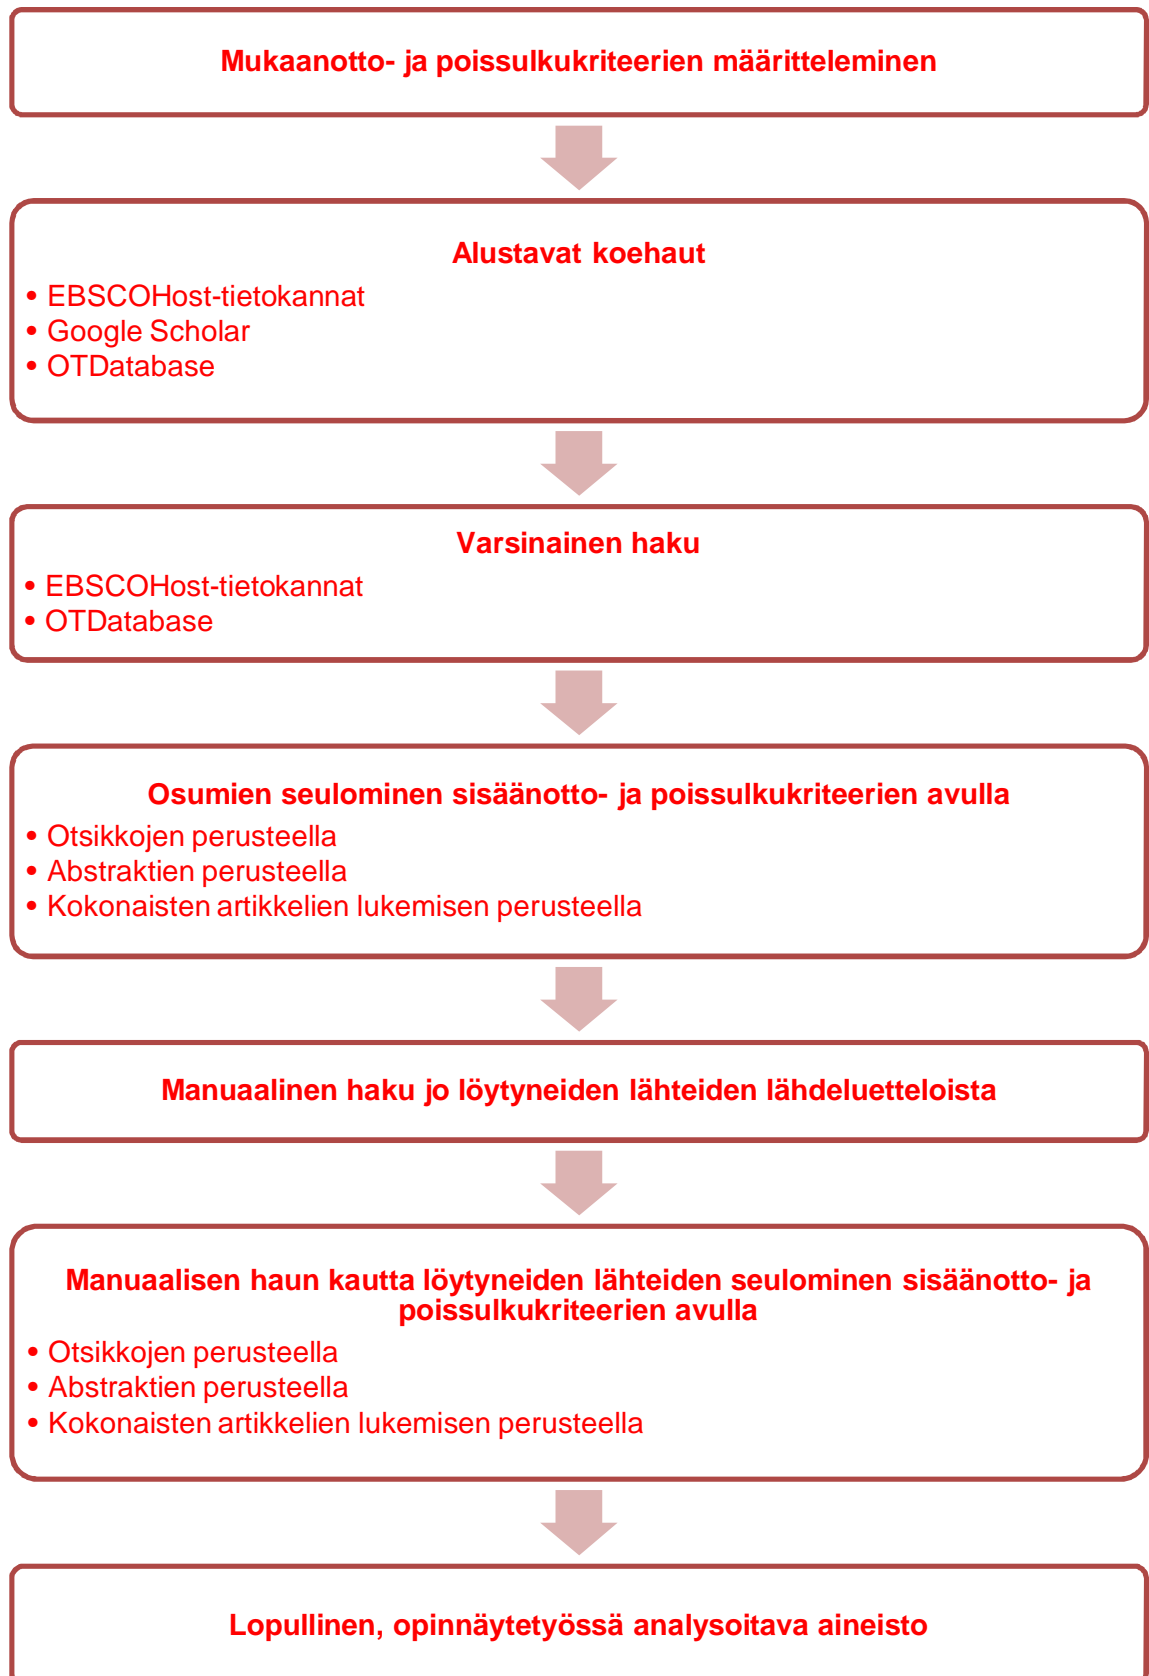 Mukaanotto- ja poissulkukriteerien määritteleminen
Alustavat koehaut
• EBSCOHost-tietokannat
• Google Scholar
• OTDatabase
Varsinainen haku
• EBSCOHost-tietokannat
• OTDatabase
Osumien seulominen sisäänotto- ja poissulkukriteerien avulla
• Otsikkojen perusteella
• Abstraktien perusteella
• Kokonaisten artikkelien lukemisen perusteella
Manuaalinen haku jo löytyneiden lähteiden lähdeluetteloista
Manuaalisen haun kautta löytyneiden lähteiden seulominen sisäänotto- ja
poissulkukriteerien avulla
• Otsikkojen perusteella
• Abstraktien perusteella
• Kokonaisten artikkelien lukemisen perusteella
Lopullinen, opinnäytetyössä analysoitava aineisto